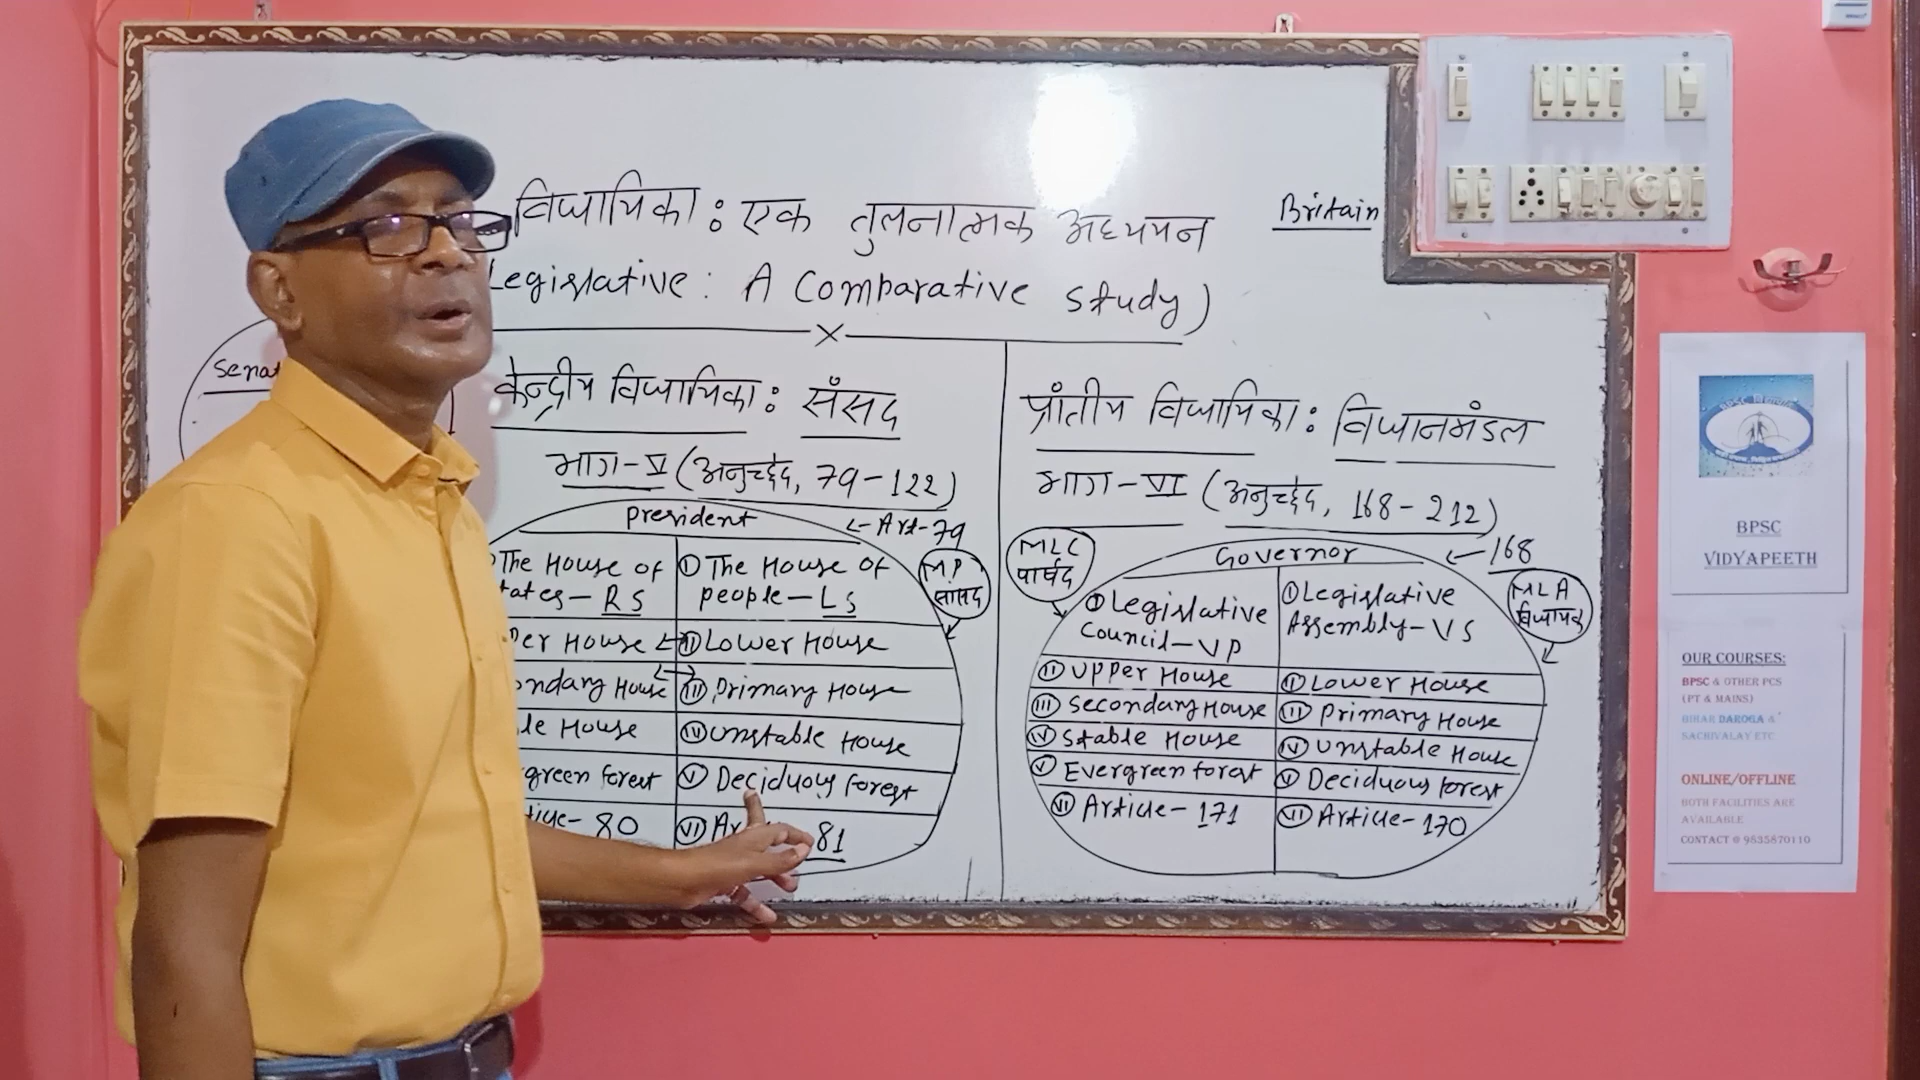 विधायिका: एक तुलनात्मक अध्ययन
Britain
Legislative: A Comparative Study)
केन्द्रीय विधायिका: संसद
भाग-V (अनुच्छेद, 79-122)
President
←Art-79
MP
सांसद
The House of
tates- RS
① The House of
people-LS
per House
② Lower House
ondary House
③ Primary House
le House
④ Unstable House
green forest
⑤ Deciduous forest
ticle- 80
⑥ Ar 81
प्रांतीय विधायिका: विधानमंडल
भाग-VI (अनुच्छेद, 168-212)
MLC
पार्षद
Governor
←168
MLA
विधायक
① Legislative
Council-VP
① Legislative
Assembly-VS
② Upper House
② Lower House
③ Secondary House
③ Primary House
④ Stable House
④ Unstable House
⑤ Evergreen forest
⑤ Deciduous forest
⑥ Article-171
⑥ Article-170
Senat
BPSC
VIDYAPEETH
OUR COURSES:
BPSC & OTHER PCS
(PT & MAINS)
BIHAR DAROGA &
SACHIVALAY ETC
ONLINE/OFFLINE
BOTH FACILITIES ARE
AVAILABLE
CONTACT @ 9835870110